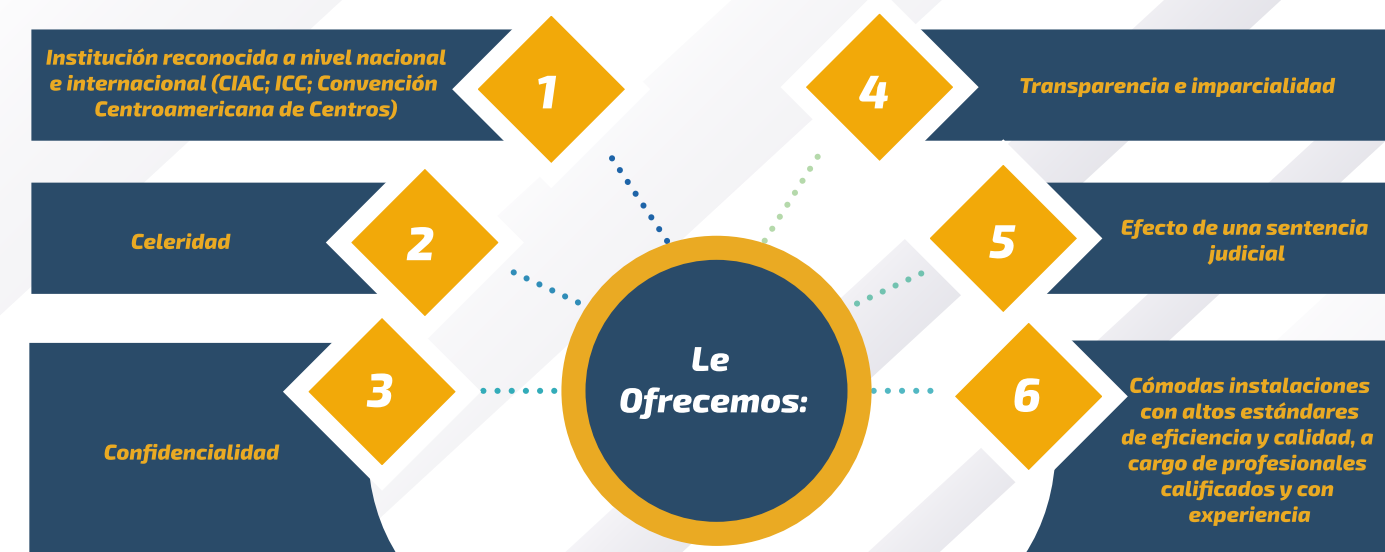 Le
Ofrecemos:
1
Institución reconocida a nivel nacional
e internacional (CIAC; ICC; Convención
Centroamericana de Centros)
2
Celeridad
3
Confidencialidad
4
Transparencia e imparcialidad
5
Efecto de una sentencia
judicial
6
Cómodas instalaciones
con altos estándares
de eficiencia y calidad, a
cargo de profesionales
calificados y con
experiencia